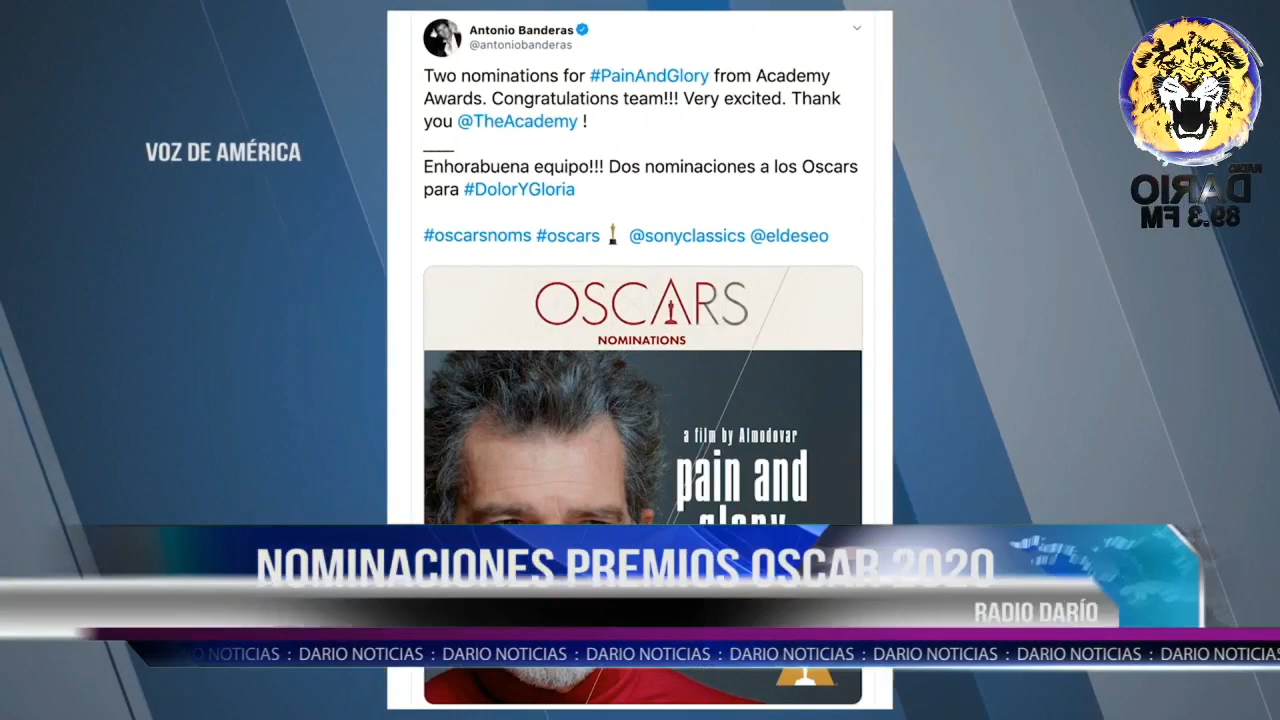 Antonio Banderas
@antoniobanderas
Two nominations for #PainAndGlory from Academy
Awards. Congratulations team!!! Very excited. Thank
you @TheAcademy !
____
Enhorabuena equipo!!! Dos nominaciones a los Oscars
para #DolorYGloria
#oscarsnoms #oscars @sonyclassics @eldeseo
VOZ DE AMÉRICA
RADIO
DARIO
89.3 FM
OSCARS
NOMINATIONS
a film by Almodovar
pain and
glory
NOMINACIONES PREMIOS OSCAR 2020
RADIO DARÍO
O NOTICIAS : DARIO NOTICIAS : DARIO NOTICIAS : DARIO NOTICIAS : DARIO NOTICIAS : DARIO NOTICIAS : DARIO NOTICIAS : DARIO NOTICIAS